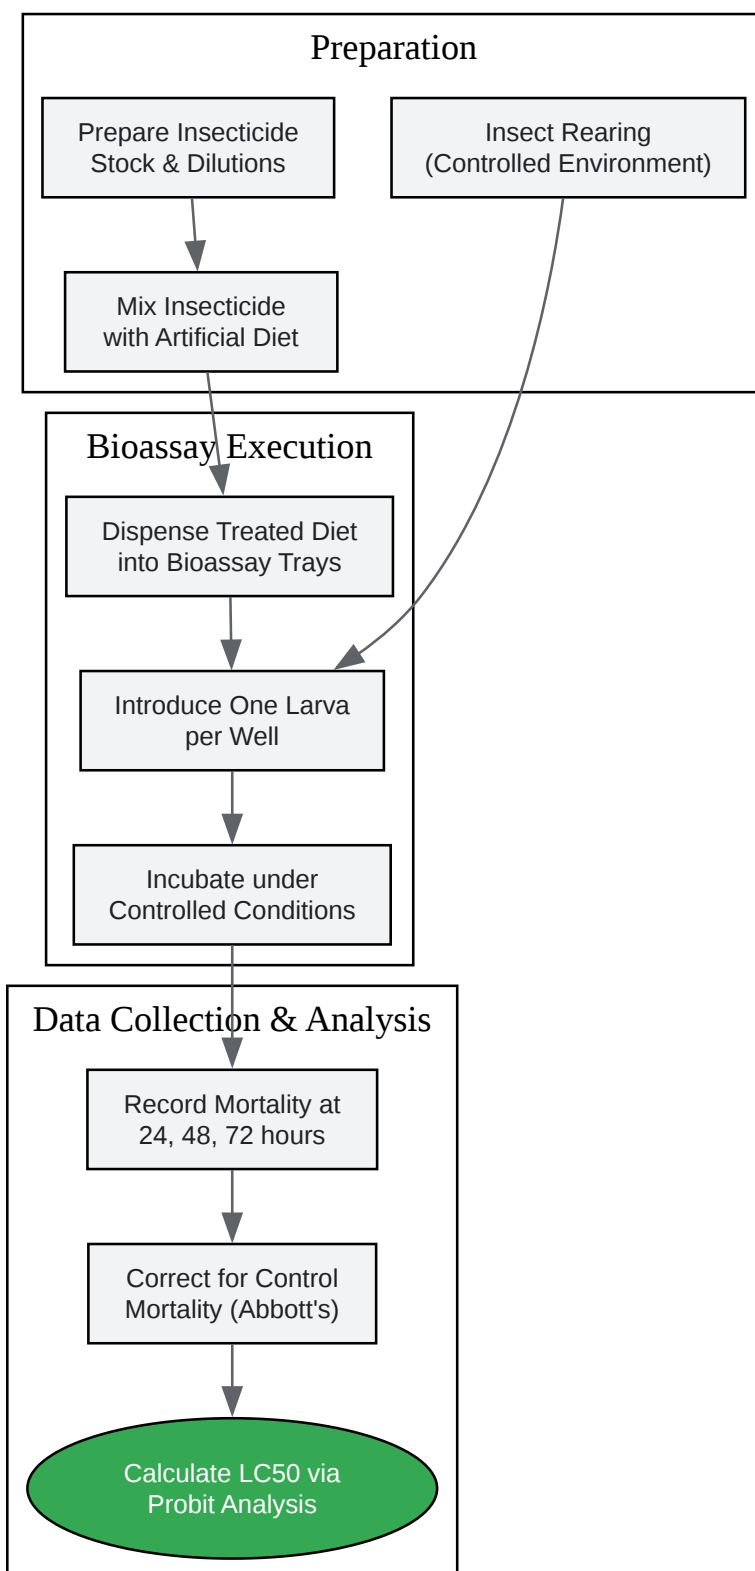 Preparation
Prepare Insecticide
Stock & Dilutions
Insect Rearing
(Controlled Environment)
Mix Insecticide
with Artificial Diet
Bioassay Execution
Dispense Treated Diet
into Bioassay Trays
Introduce One Larva
per Well
Incubate under
Controlled Conditions
Data Collection & Analysis
Record Mortality at
24, 48, 72 hours
Correct for Control
Mortality (Abbott's)
Calculate LC50 via
Probit Analysis